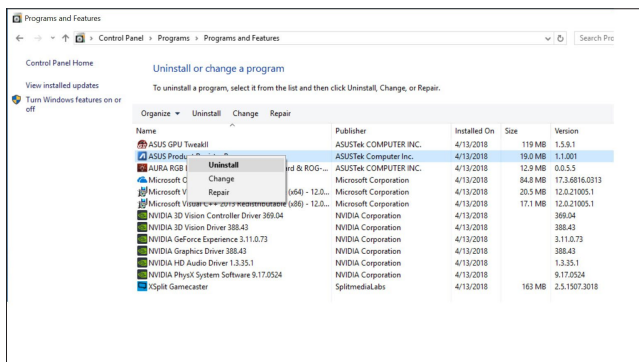 Programs and Features
Control Panel > Programs > Programs and Features
Search Pro
Control Panel Home
View installed updates
Turn Windows features on or
off
Uninstall or change a program
To uninstall a program, select it from the list and then click Uninstall, Change, or Repair.
Organize Uninstall Change Repair
Name Publisher Installed On Size Version
ASUS GPU TweakII ASUSTek COMPUTER INC. 4/13/2018 119 MB 1.5.9.1
ASUS Product ASUSTek Computer Inc. 4/13/2018 19.0 MB 1.1.001
AURA RGB rd & ROG-... ASUSTek COMPUTER INC. 4/13/2018 12.9 MB 0.0.5.5
Microsoft O Microsoft Corporation 4/13/2018 84.8 MB 17.3.6816.0313
Microsoft V (x64) - 12.0... Microsoft Corporation 4/13/2018 20.5 MB 12.0.21005.1
Microsoft Visual C++ 2013 Redistributable (x86) - 12.0... Microsoft Corporation 4/13/2018 17.1 MB 12.0.21005.1
NVIDIA 3D Vision Controller Driver 369.04 NVIDIA Corporation 4/13/2018 369.04
NVIDIA 3D Vision Driver 388.43 NVIDIA Corporation 4/13/2018 388.43
NVIDIA GeForce Experience 3.11.0.73 NVIDIA Corporation 4/13/2018 3.11.0.73
NVIDIA Graphics Driver 388.43 NVIDIA Corporation 4/13/2018 388.43
NVIDIA HD Audio Driver 1.3.35.1 NVIDIA Corporation 4/13/2018 1.3.35.1
NVIDIA PhysX System Software 9.17.0524 NVIDIA Corporation 4/13/2018 9.17.0524
XSplit Gamecaster SplitmediaLabs 4/13/2018 163 MB 2.5.1507.3018
Uninstall
Change
Repair